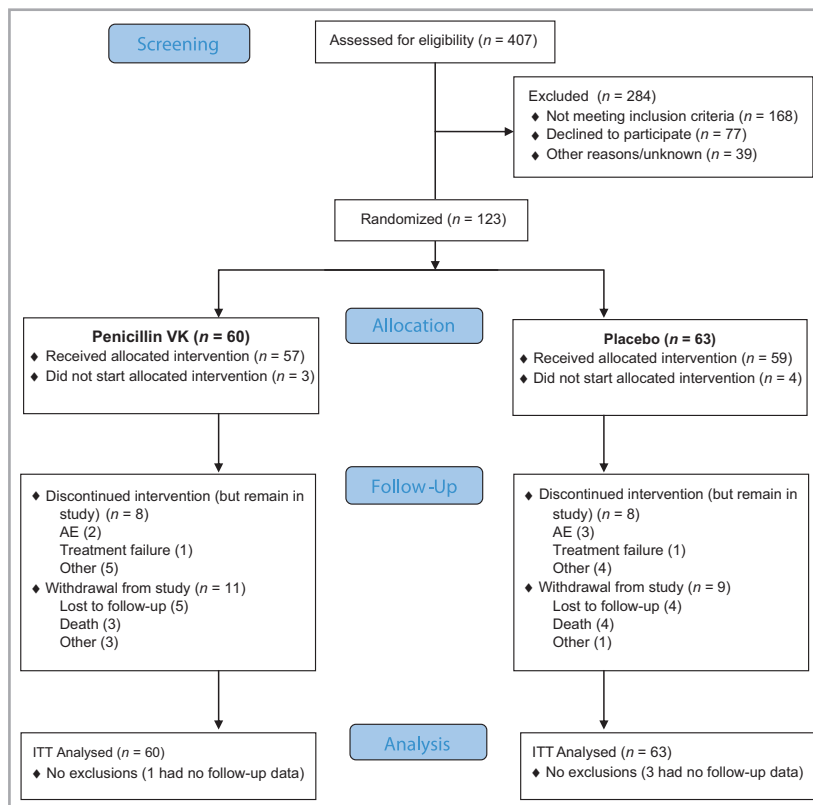 Screening
Assessed for eligibility (n = 407)
Excluded (n = 284)
♦ Not meeting inclusion criteria (n = 168)
♦ Declined to participate (n = 77)
♦ Other reasons/unknown (n = 39)
Randomized (n = 123)
Allocation
Penicillin VK (n = 60)
♦ Received allocated intervention (n = 57)
♦ Did not start allocated intervention (n = 3)
Placebo (n = 63)
♦ Received allocated intervention (n = 59)
♦ Did not start allocated intervention (n = 4)
Follow-Up
♦ Discontinued intervention (but remain in
study) (n = 8)
AE (2)
Treatment failure (1)
Other (5)
♦ Withdrawal from study (n = 11)
Lost to follow-up (5)
Death (3)
Other (3)
♦ Discontinued intervention (but remain in
study) (n = 8)
AE (3)
Treatment failure (1)
Other (4)
♦ Withdrawal from study (n = 9)
Lost to follow-up (4)
Death (4)
Other (1)
Analysis
ITT Analysed (n = 60)
♦ No exclusions (1 had no follow-up data)
ITT Analysed (n = 63)
♦ No exclusions (3 had no follow-up data)